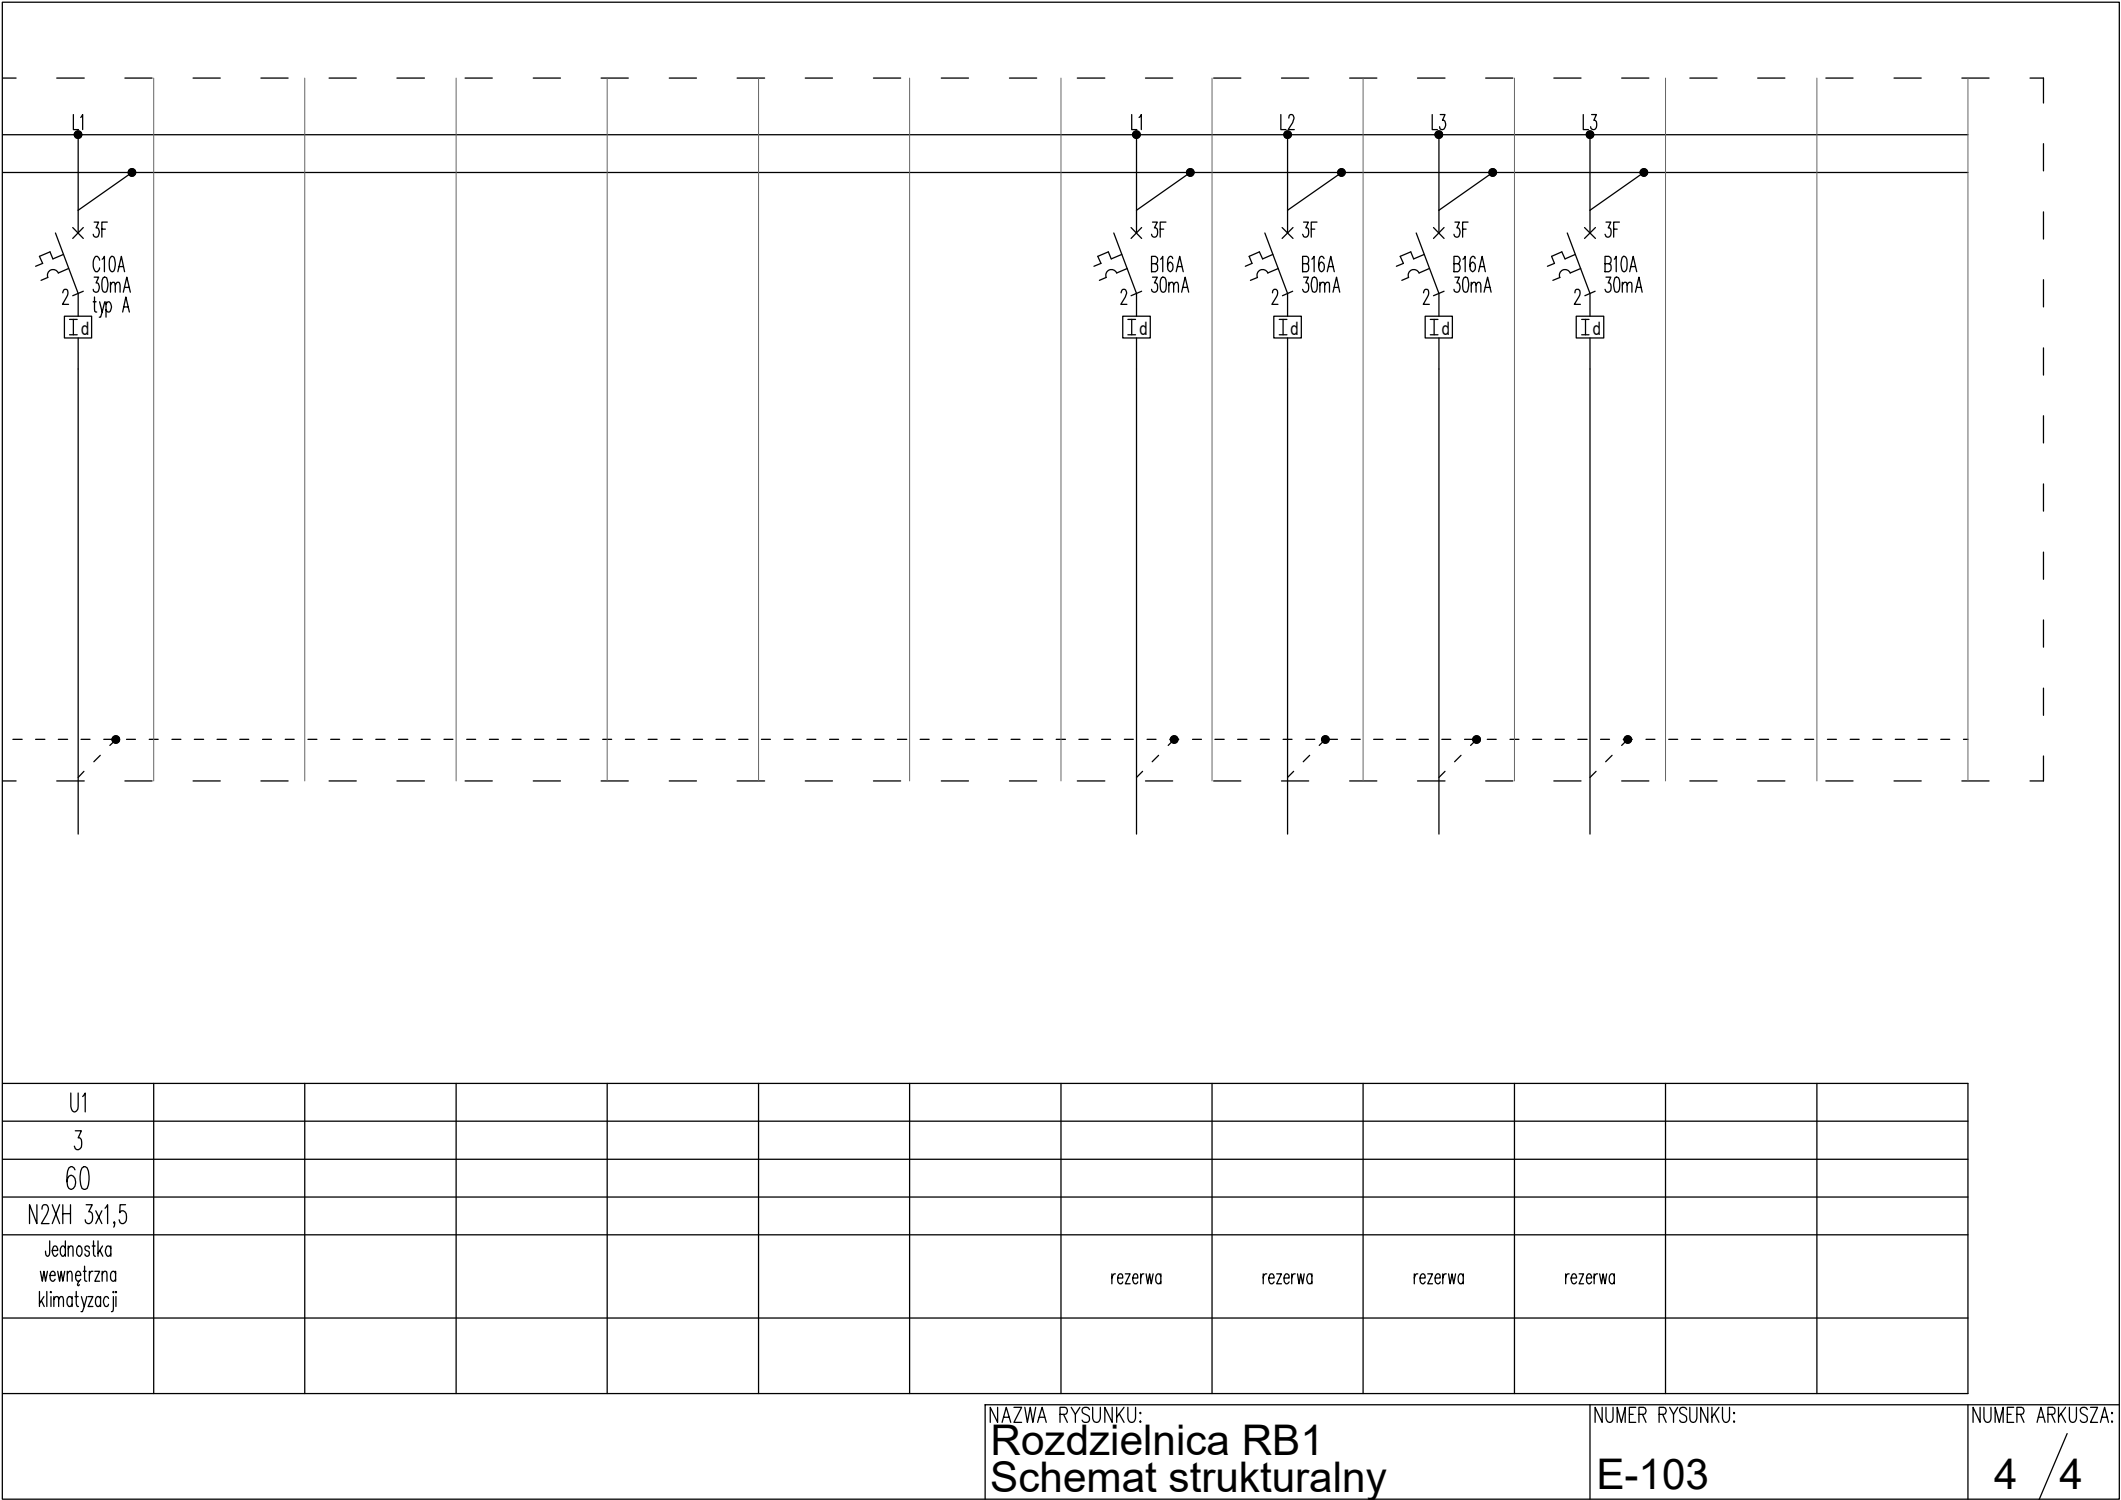 L1 L1 L2 L3 L3
3F 3F 3F 3F 3F
C10A B16A B16A B16A B10A
30mA 30mA 30mA 30mA 30mA
2 typ A 2 2 2 2
Id Id Id Id Id
U1
3
60
N2XH 3x1,5
Jednostka
wewnętrzna
klimatyzacji
rezerwa rezerwa rezerwa rezerwa
NAZWA RYSUNKU:
Rozdzielnica RB1
Schemat strukturalny
NUMER RYSUNKU:
E-103
NUMER ARKUSZA:
4 / 4